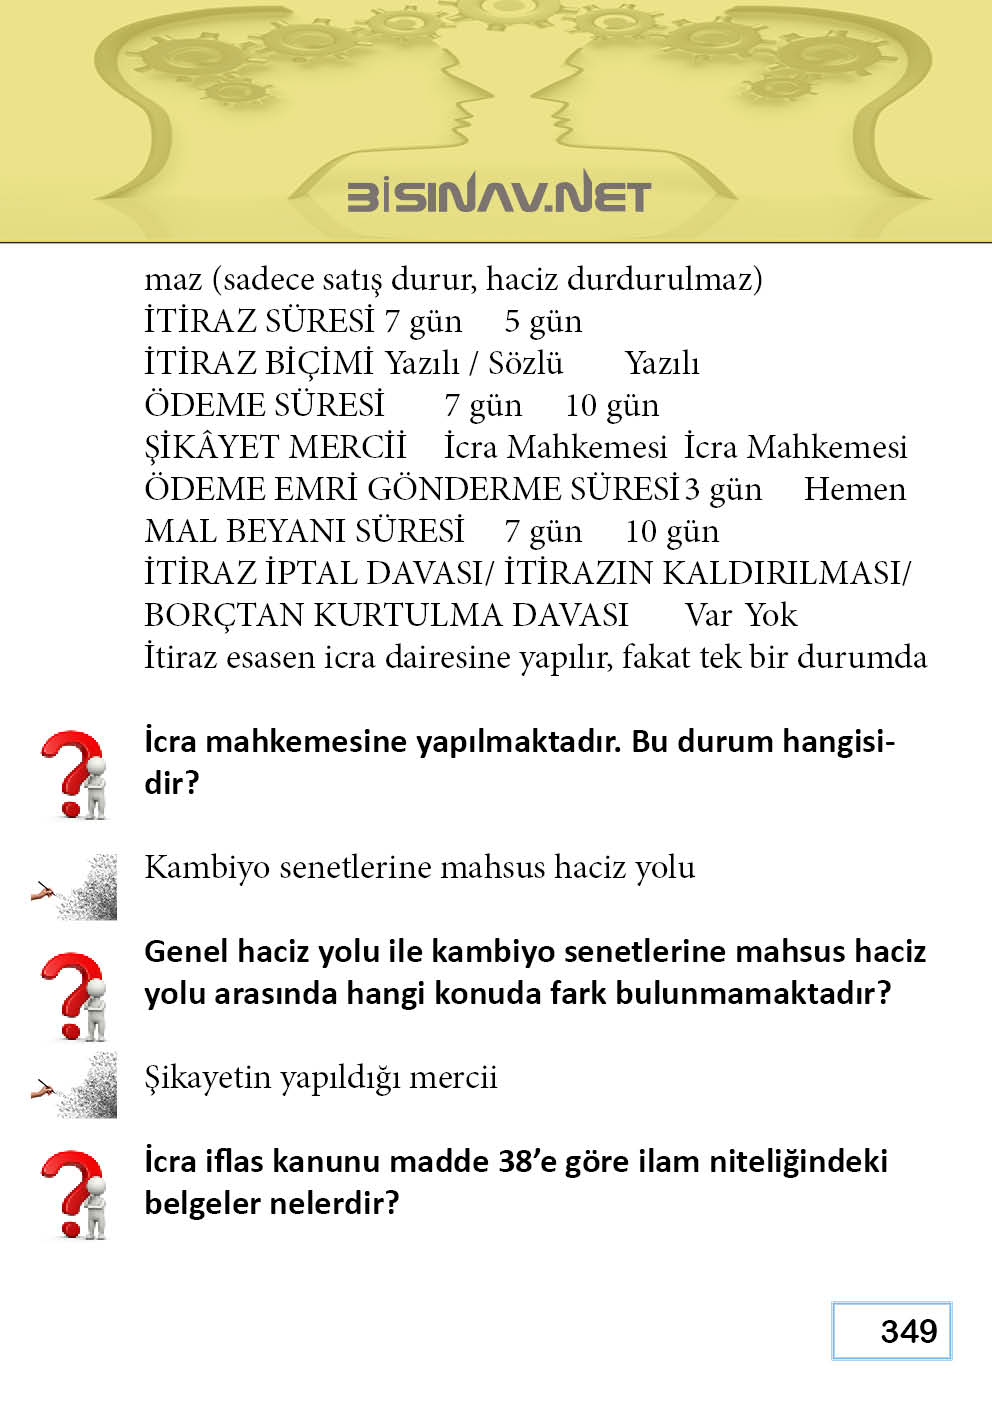 BİSINAV.NET
maz (sadece satış durur, haciz durdurulmaz)
İTİRAZ SÜRESİ 7 gün 5 gün
İTİRAZ BİÇİMİ Yazılı / Sözlü Yazılı
ÖDEME SÜRESİ 7 gün 10 gün
ŞİKÂYET MERCİİ İcra Mahkemesi İcra Mahkemesi
ÖDEME EMRİ GÖNDERME SÜRESİ 3 gün Hemen
MAL BEYANI SÜRESİ 7 gün 10 gün
İTİRAZ İPTAL DAVASI/ İTİRAZIN KALDIRILMASI/
BORÇTAN KURTULMA DAVASI Var Yok
İtiraz esasen icra dairesine yapılır, fakat tek bir durumda
İcra mahkemesine yapılmaktadır. Bu durum hangisi-
dir?
Kambiyo senetlerine mahsus haciz yolu
Genel haciz yolu ile kambiyo senetlerine mahsus haciz
yolu arasında hangi konuda fark bulunmamaktadır?
Şikayetin yapıldığı mercii
İcra iflas kanunu madde 38’e göre ilam niteliğindeki
belgeler nelerdir?
349